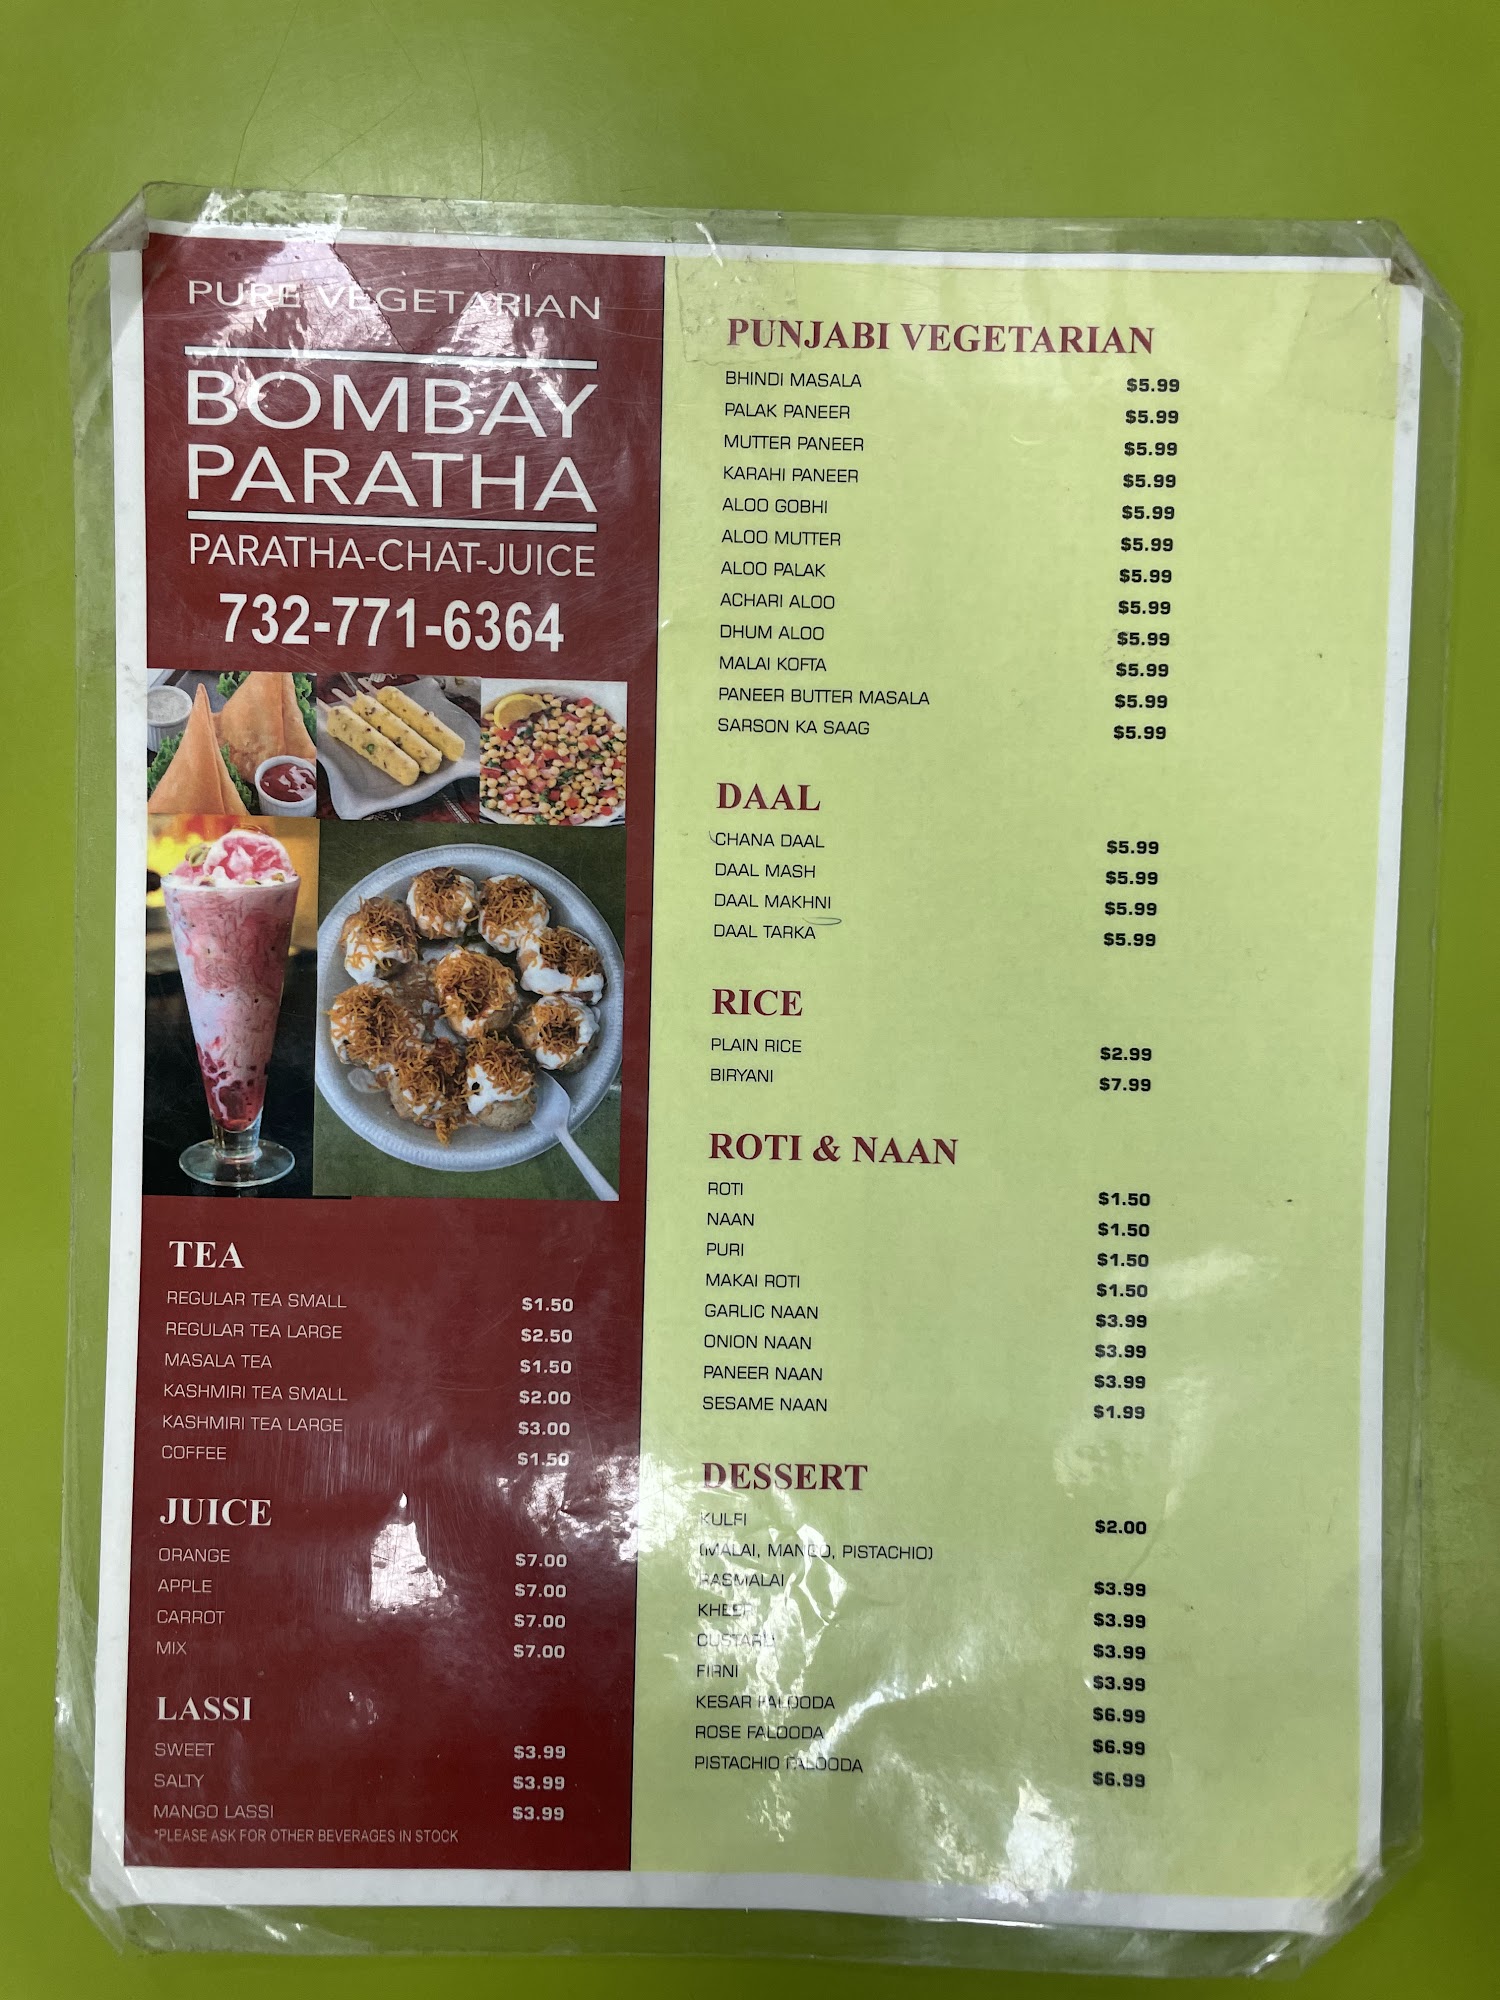 PURE VEGETARIAN
BOMBAY
PARATHA
PARATHA-CHAT-JUICE
732-771-6364
TEA
REGULAR TEA SMALL $1.50
REGULAR TEA LARGE $2.50
MASALA TEA $1.50
KASHMIRI TEA SMALL $2.00
KASHMIRI TEA LARGE $3.00
COFFEE $1.50
JUICE
ORANGE $7.00
APPLE $7.00
CARROT $7.00
MIX $7.00
LASSI
SWEET $3.99
SALTY $3.99
MANGO LASSI $3.99
*PLEASE ASK FOR OTHER BEVERAGES IN STOCK
PUNJABI VEGETARIAN
BHINDI MASALA $5.99
PALAK PANEER $5.99
MUTTER PANEER $5.99
KARAHI PANEER $5.99
ALOO GOBHI $5.99
ALOO MUTTER $5.99
ALOO PALAK $5.99
ACHARI ALOO $5.99
DHUM ALOO $5.99
MALAI KOFTA $5.99
PANEER BUTTER MASALA $5.99
SARSON KA SAAG $5.99
DAAL
CHANA DAAL $5.99
DAAL MASH $5.99
DAAL MAKHNI $5.99
DAAL TARKA $5.99
RICE
PLAIN RICE $2.99
BIRYANI $7.99
ROTI & NAAN
ROTI $1.50
NAAN $1.50
PURI $1.50
MAKAI ROTI $1.50
GARLIC NAAN $3.99
ONION NAAN $3.99
PANEER NAAN $3.99
SESAME NAAN $1.99
DESSERT
KULFI $2.00
(MALAI, MANGO, PISTACHIO)
RASMALAI $3.99
KHEER $3.99
CUSTARD $3.99
FIRNI $3.99
KESAR FALOODA $6.99
ROSE FALOODA $6.99
PISTACHIO FALOODA $6.99